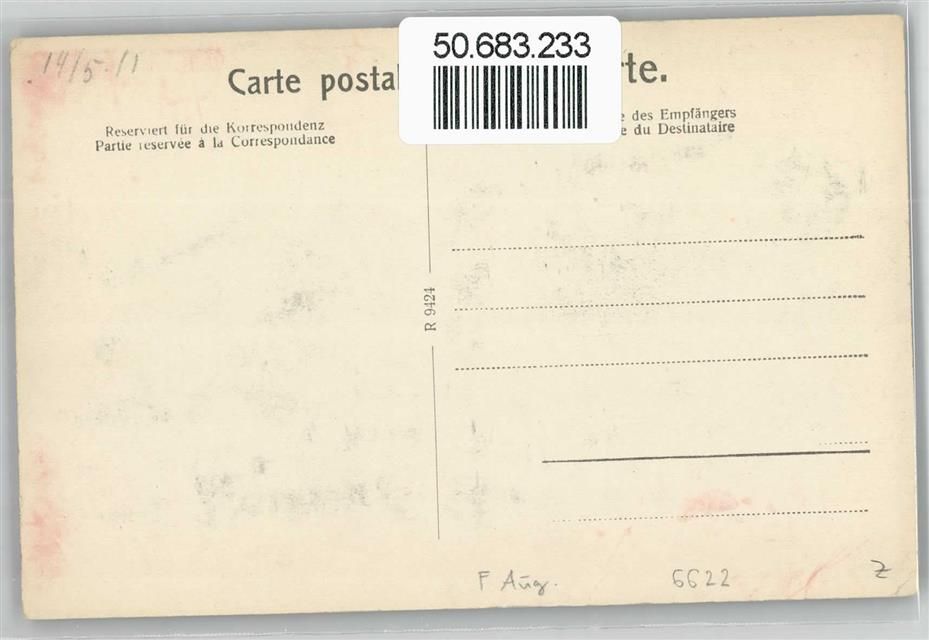 50.683.233
14/5 11
Carte postal rte.
Reserviert für die Korrespondenz
Partie reservée à la Correspondance
e des Empfängers
e du Destinataire
R 9424
F Aug. 6622 Z